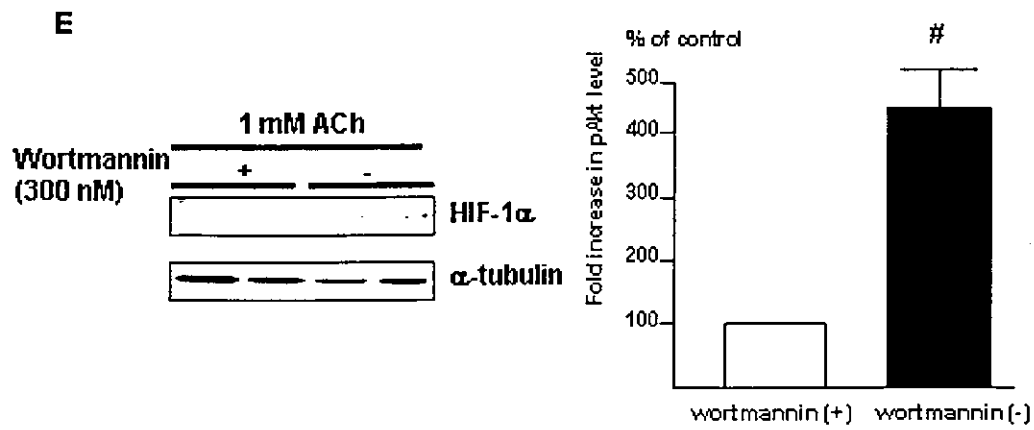 E
1 mM ACh
Wortmannin
(300 nM)
+ -
HIF-1α
α-tubulin
% of control
#
Fold increase in pAkt level
500
400
300
200
100
wortmannin (+) wortmannin (-)